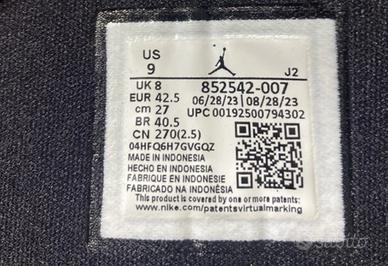 US
9
J2
UK 8
EUR 42.5
cm 27
BR 40.5
CN 270(2.5)
852542-007
06/28/23 08/28/23
UPC 00192500794302
04HFQ6H7GVGQZ
MADE IN INDONESIA
HECHO EN INDONESIA
FABRIQUE EN INDONESIE
FABRICADO NA INDONÉSIA
This product is covered by one or more patents.
www.nike.com/patentsvirtualmarking
subito